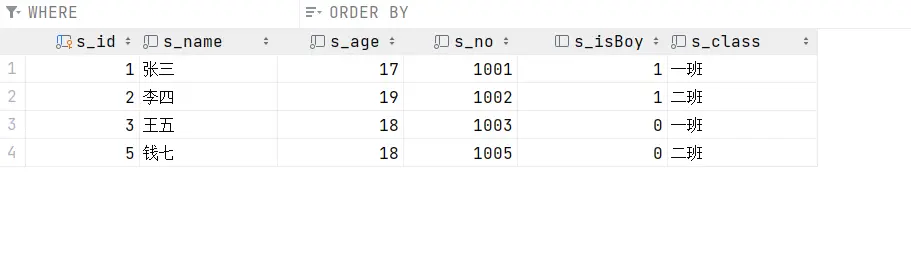 WHERE ORDER BY
s_id s_name s_age s_no s_isBoy s_class
1 1 张三 17 1001 1 一班
2 2 李四 19 1002 1 二班
3 3 王五 18 1003 0 一班
4 5 钱七 18 1005 0 二班